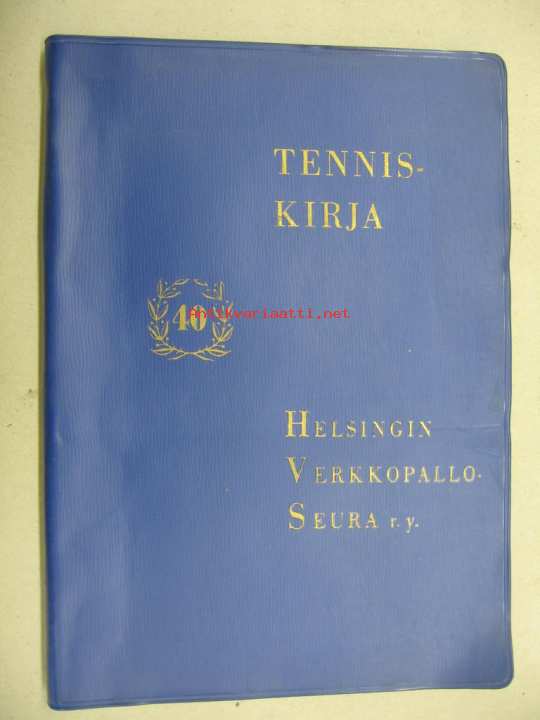 TENNIS-
KIRJA
40
Antikvariaatti.net
HELSINGIN
VERKKOPALLO-
SEURA r.y.